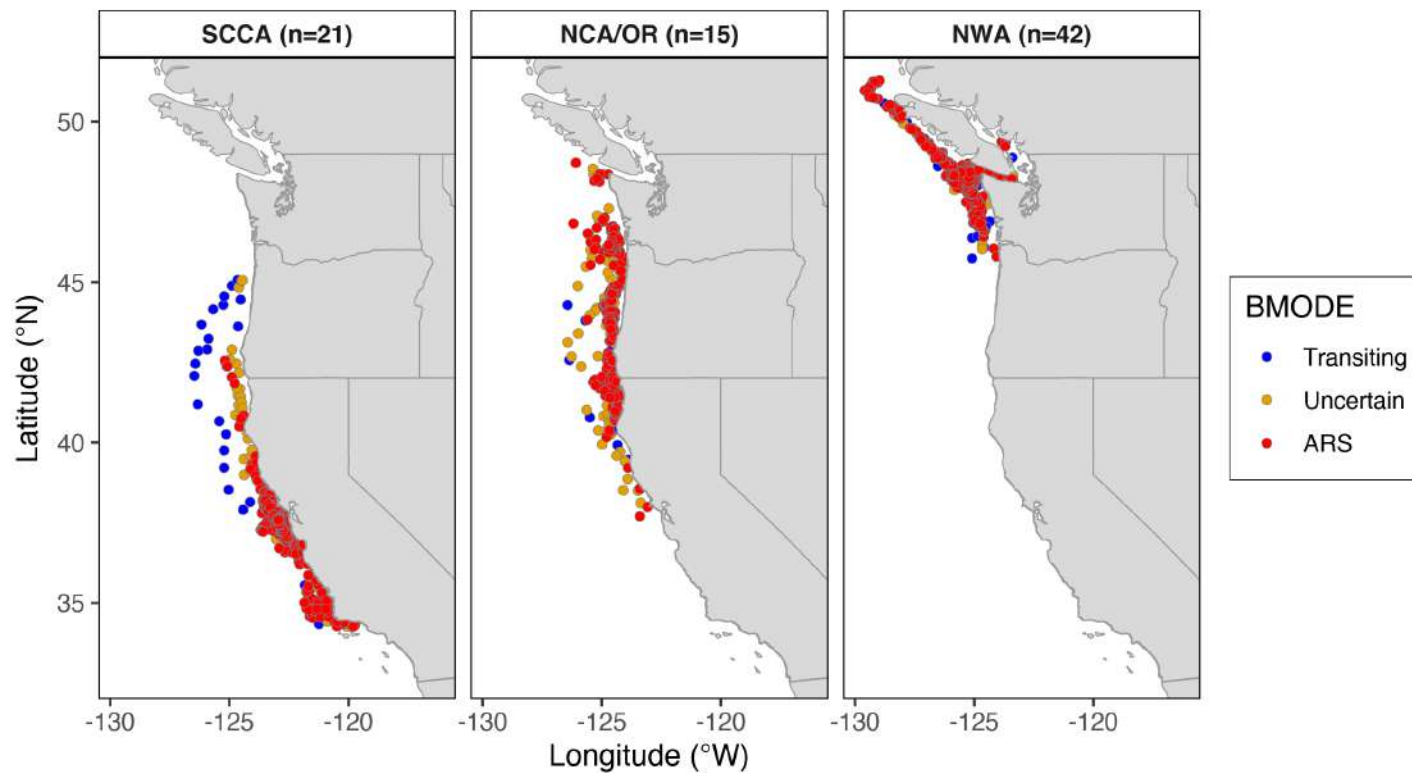 SCCA (n=21) NCA/OR (n=15) NWA (n=42)
Latitude (°N)
50
45
40
35
-130 -125 -120 -130 -125 -120 -130 -125 -120
Longitude (°W)
BMODE
Transiting
Uncertain
ARS